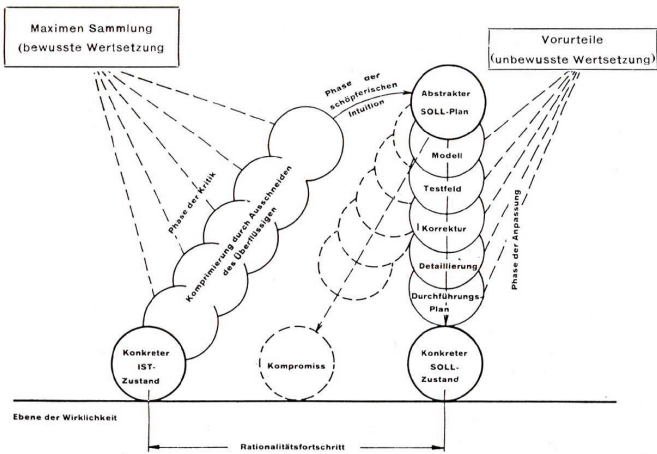 Maximen Sammlung
(bewusste Wertsetzung
Vorurteile
(unbewusste Wertsetzung)
Phase der
schöpferischen
Intuition
Abstrakter
SOLL-Plan
Modell
Testfeld
Korrektur
Detaillierung
Durchführungs-
Plan
Phase der Kritik
Komprimierung durch Ausschneiden
des Überflüssigen
Phase der Anpassung
Konkreter
IST-
Zustand
Kompromiss
Konkreter
SOLL-
Zustand
Ebene der Wirklichkeit
Rationalitätsfortschritt